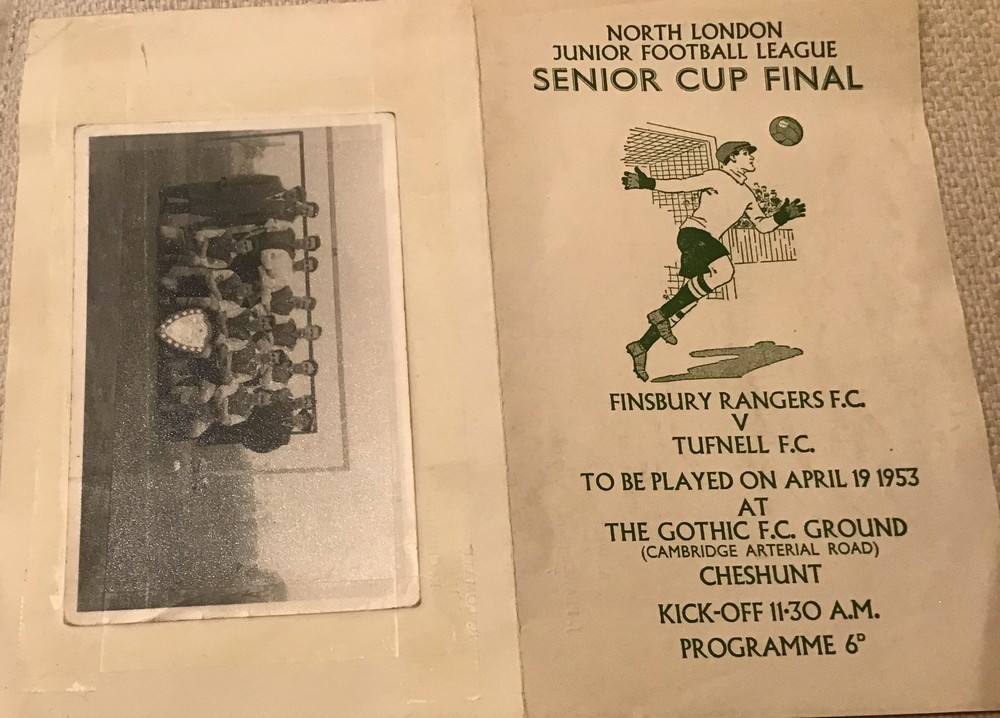 NORTH LONDON
JUNIOR FOOTBALL LEAGUE
SENIOR CUP FINAL
FINSBURY RANGERS F.C.
V
TUFNELL F.C.
TO BE PLAYED ON APRIL 19 1953
AT
THE GOTHIC F.C. GROUND
(CAMBRIDGE ARTERIAL ROAD)
CHESHUNT
KICK-OFF 11·30 A.M.
PROGRAMME 6ᴰ